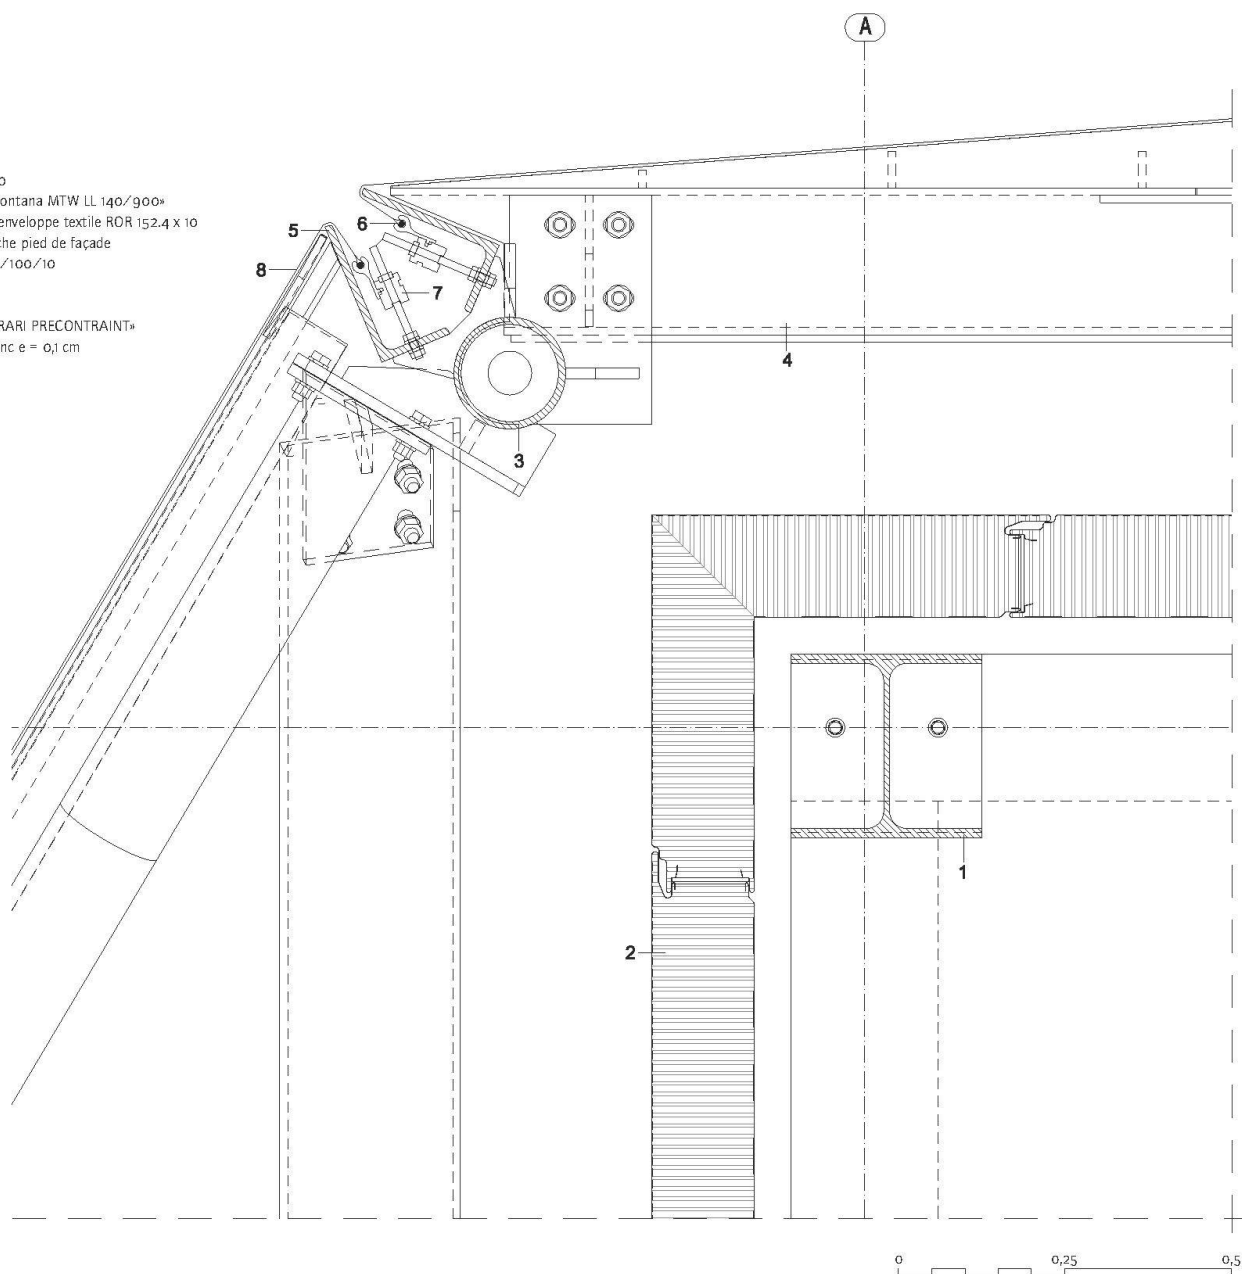 A
ontana MTW LL 140/900»
enveloppe textile ROR 152.4 x 10
che pied de façade
/100/10
RARI PRECONTRAINT»
nc e = 0,1 cm
5
6
8
7
4
3
1
2
0
0,25
0,5